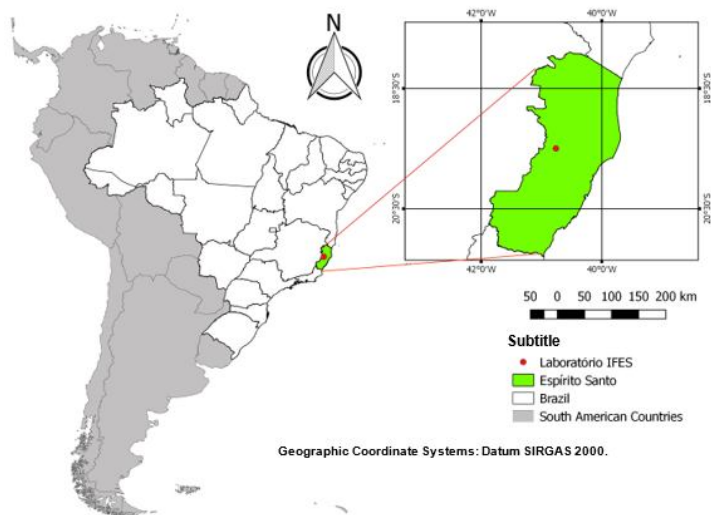 N
42°0'W 40°0'W
18°30'S 18°30'S
20°30'S 20°30'S
42°0'W 40°0'W
50 0 50 100 150 200 km
Subtitle
Laboratório IFES
Espírito Santo
Brazil
South American Countries
Geographic Coordinate Systems: Datum SIRGAS 2000.